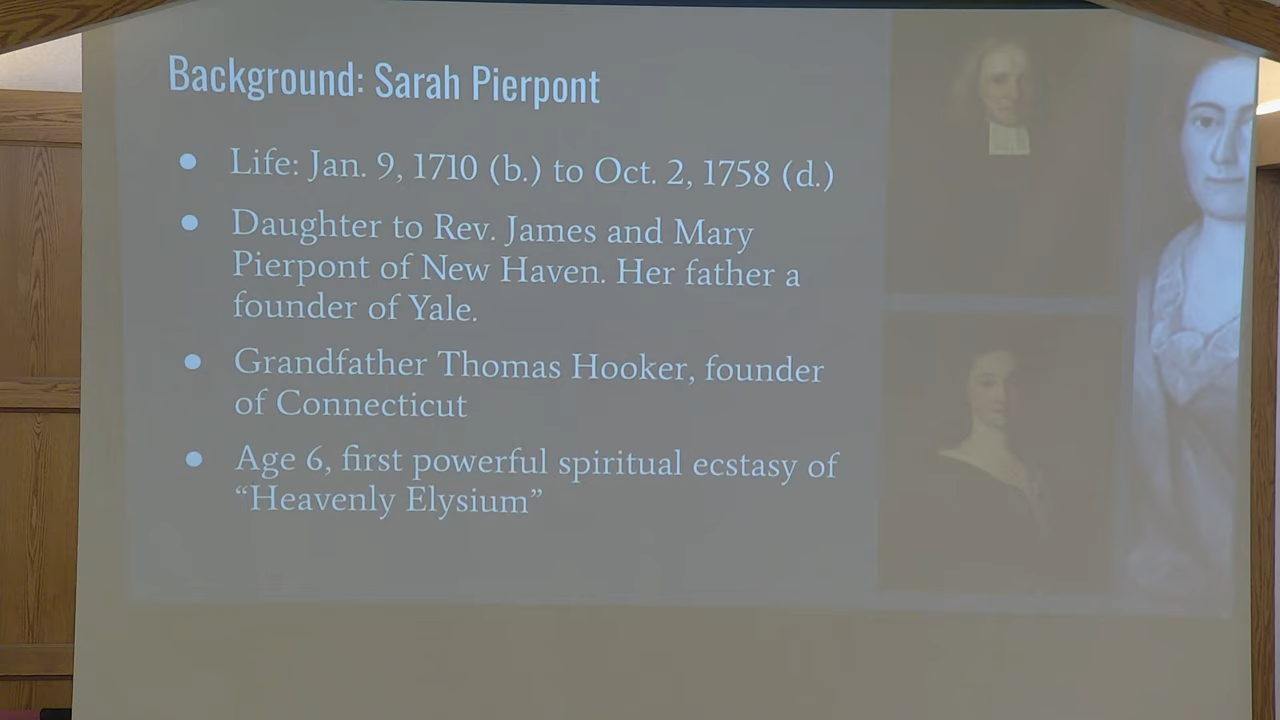 Background: Sarah Pierpont
● Life: Jan. 9, 1710 (b.) to Oct. 2, 1758 (d.)
● Daughter to Rev. James and Mary
Pierpont of New Haven. Her father a
founder of Yale.
● Grandfather Thomas Hooker, founder
of Connecticut
● Age 6, first powerful spiritual ecstasy of
“Heavenly Elysium”